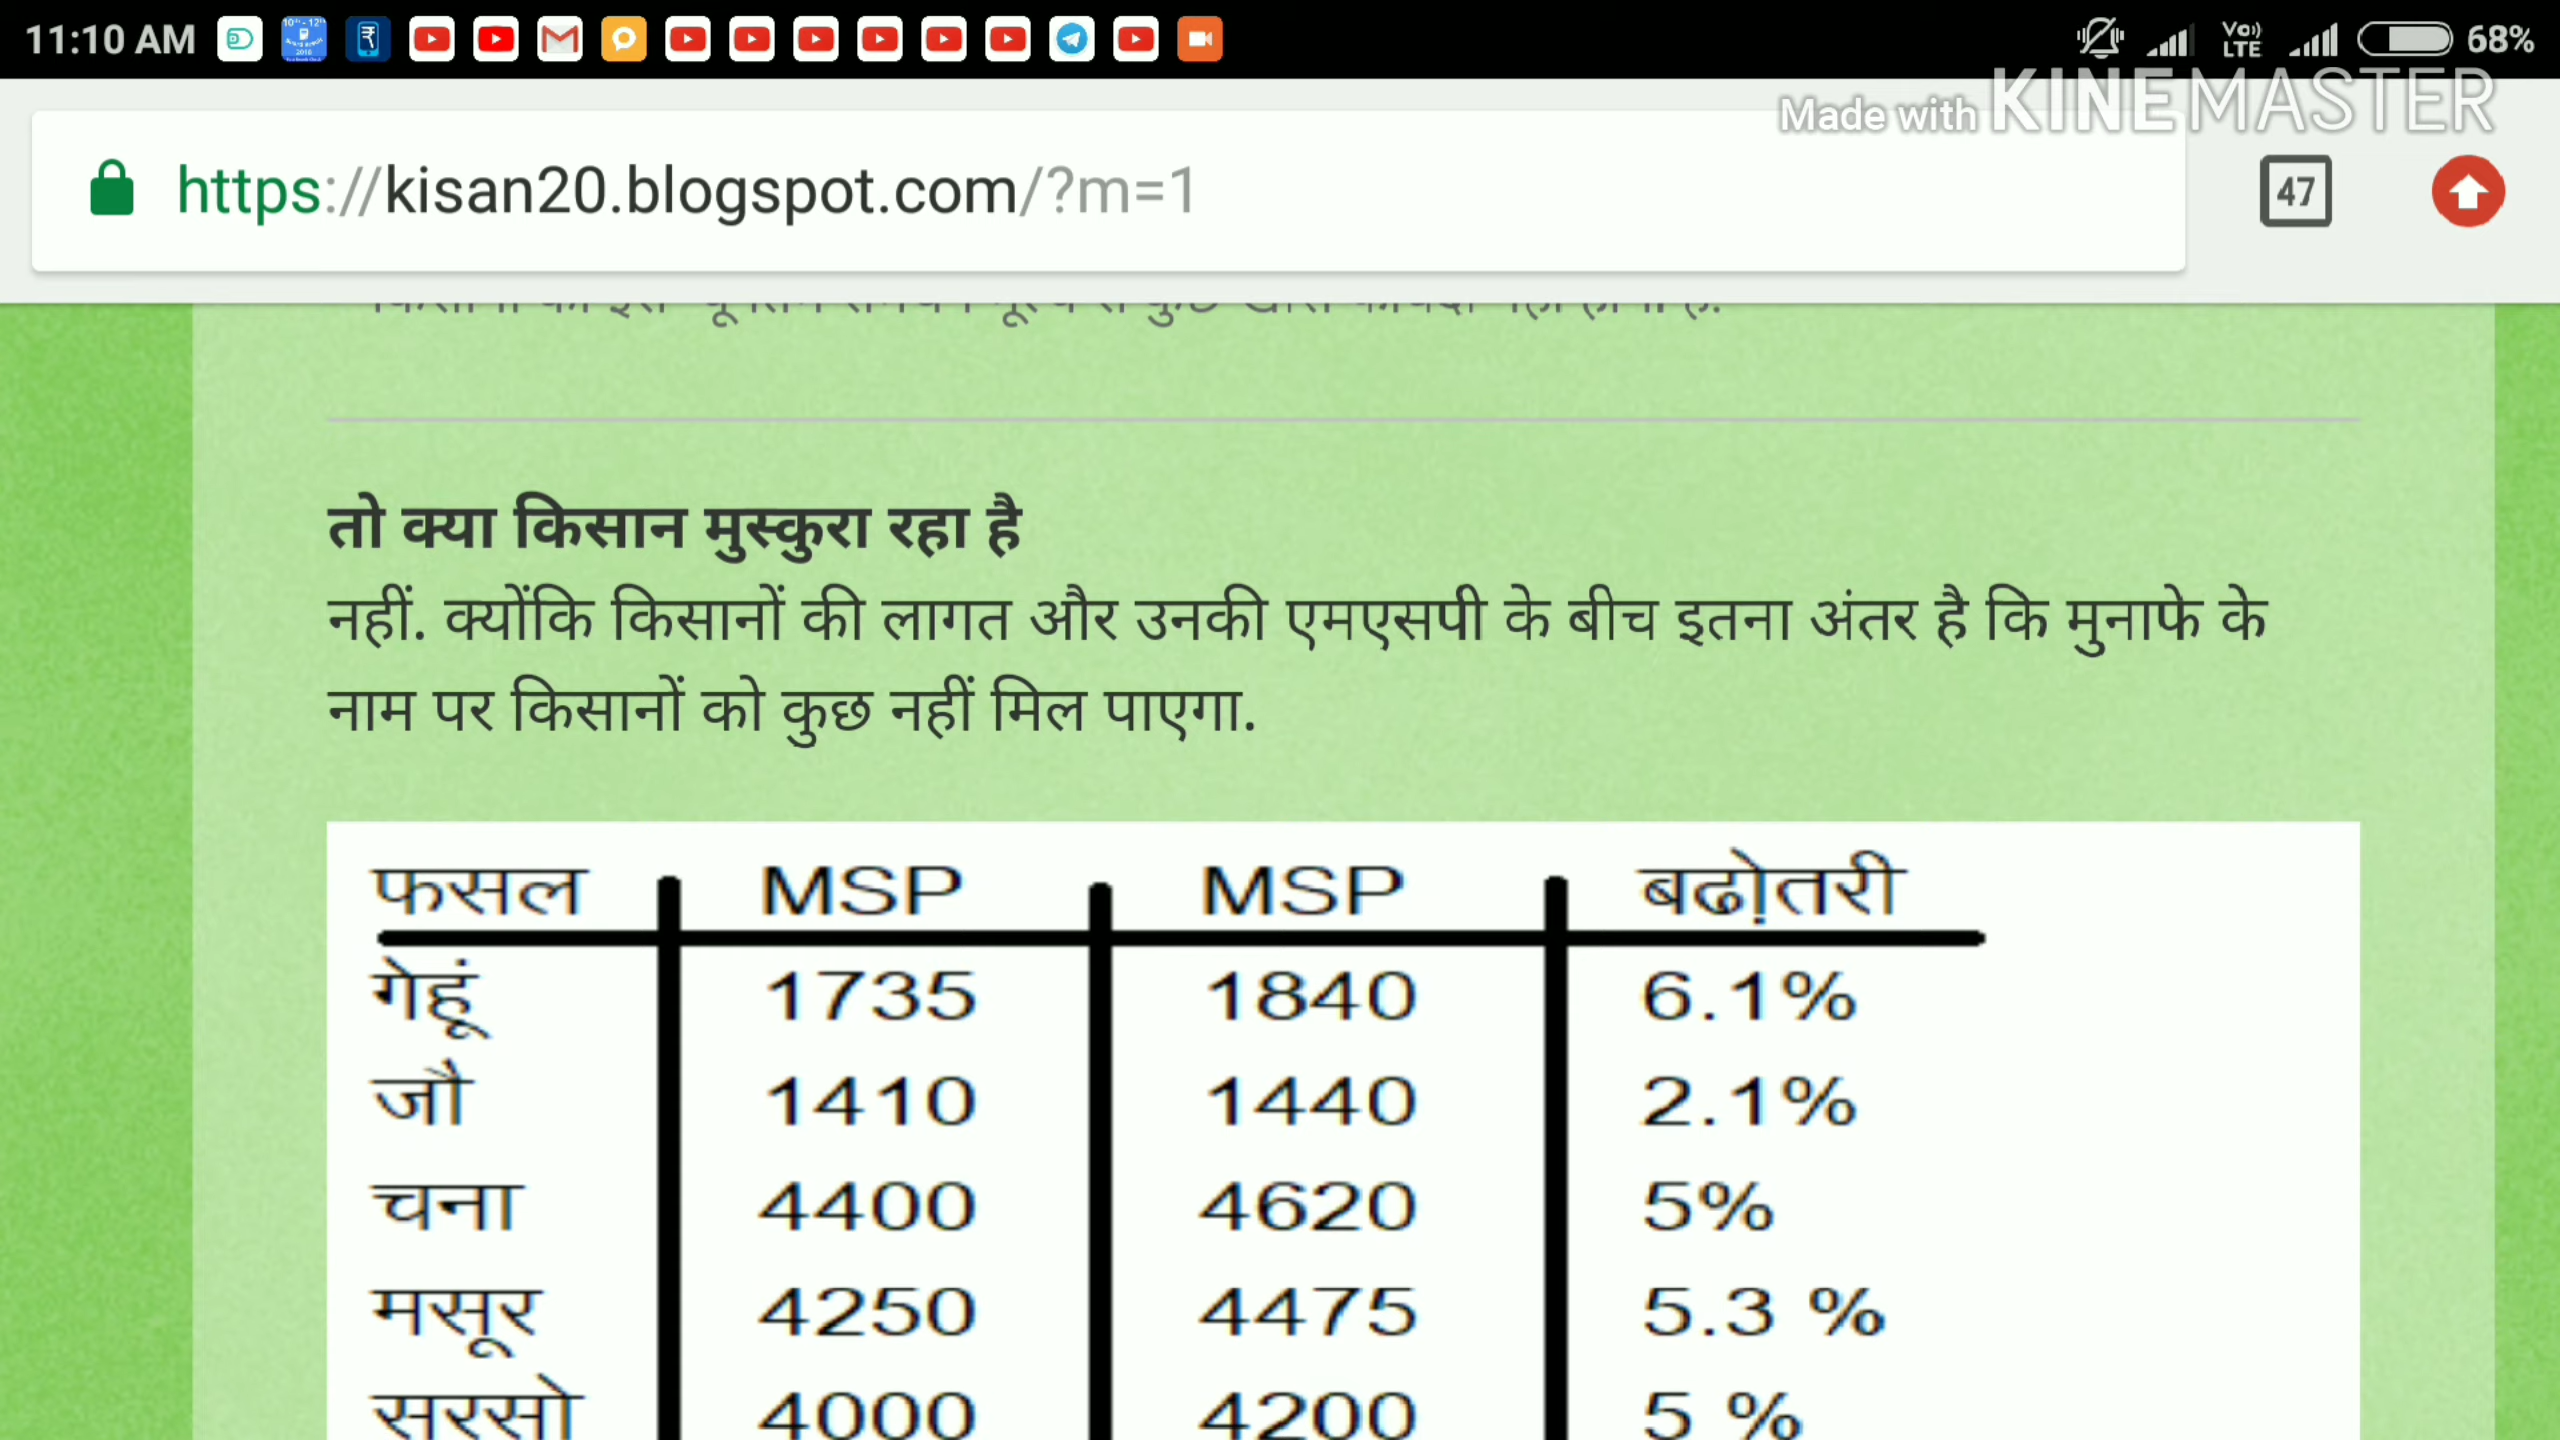 11:10 AM
VoLTE
68%
Made with KINEMASTER
https://kisan20.blogspot.com/?m=1
47
तो क्या किसान मुस्कुरा रहा है
नहीं. क्योंकि किसानों की लागत और उनकी एमएसपी के बीच इतना अंतर है कि मुनाफे के
नाम पर किसानों को कुछ नहीं मिल पाएगा.
फसल MSP MSP बढो़तरी
गेहूं 1735 1840 6.1%
जौ 1410 1440 2.1%
चना 4400 4620 5%
मसूर 4250 4475 5.3 %
सरसो 4000 4200 5 %